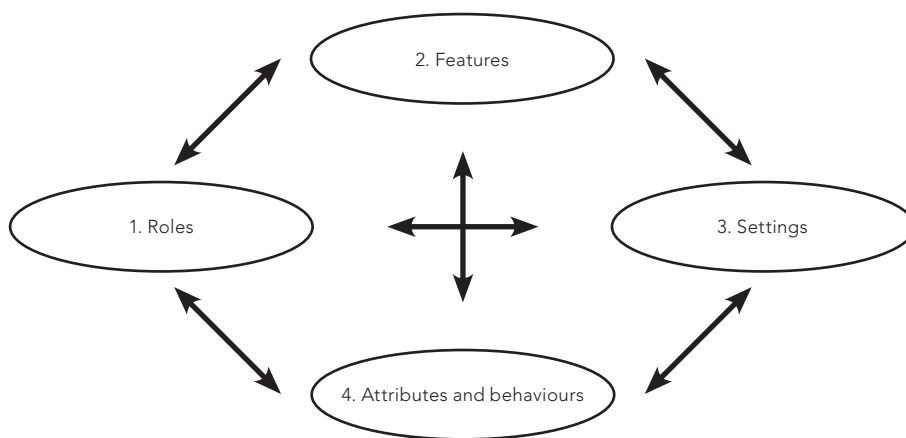 2. Features
1. Roles
3. Settings
4. Attributes and behaviours